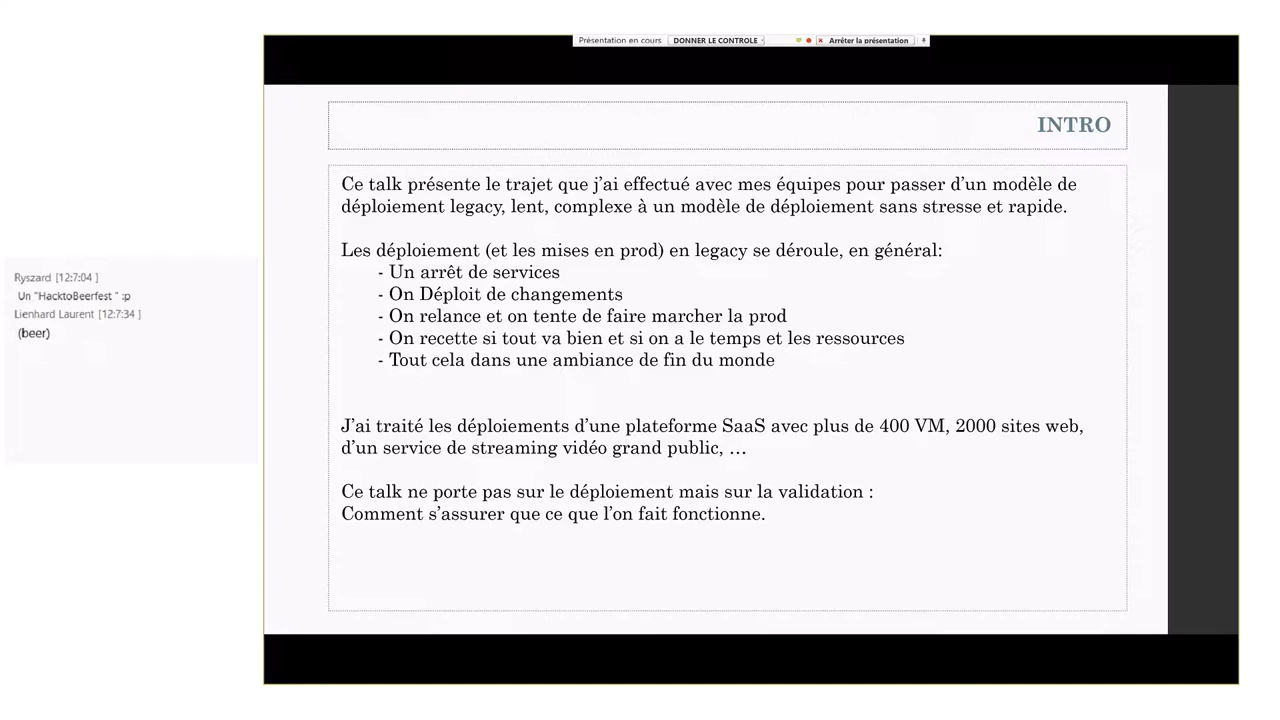 Présentation en cours DONNER LE CONTROLE Arrêter la présentation
INTRO
Ce talk présente le trajet que j'ai effectué avec mes équipes pour passer d'un modèle de
déploiement legacy, lent, complexe à un modèle de déploiement sans stresse et rapide.
Les déploiement (et les mises en prod) en legacy se déroule, en général:
- Un arrêt de services
- On Déploit de changements
- On relance et on tente de faire marcher la prod
- On recette si tout va bien et si on a le temps et les ressources
- Tout cela dans une ambiance de fin du monde
J'ai traité les déploiements d'une plateforme SaaS avec plus de 400 VM, 2000 sites web,
d'un service de streaming vidéo grand public, …
Ce talk ne porte pas sur le déploiement mais sur la validation :
Comment s'assurer que ce que l'on fait fonctionne.
Ryszard [12:7:04 ]
Un "HacktoBeerfest " :p
Lienhard Laurent [12:7:34 ]
(beer)